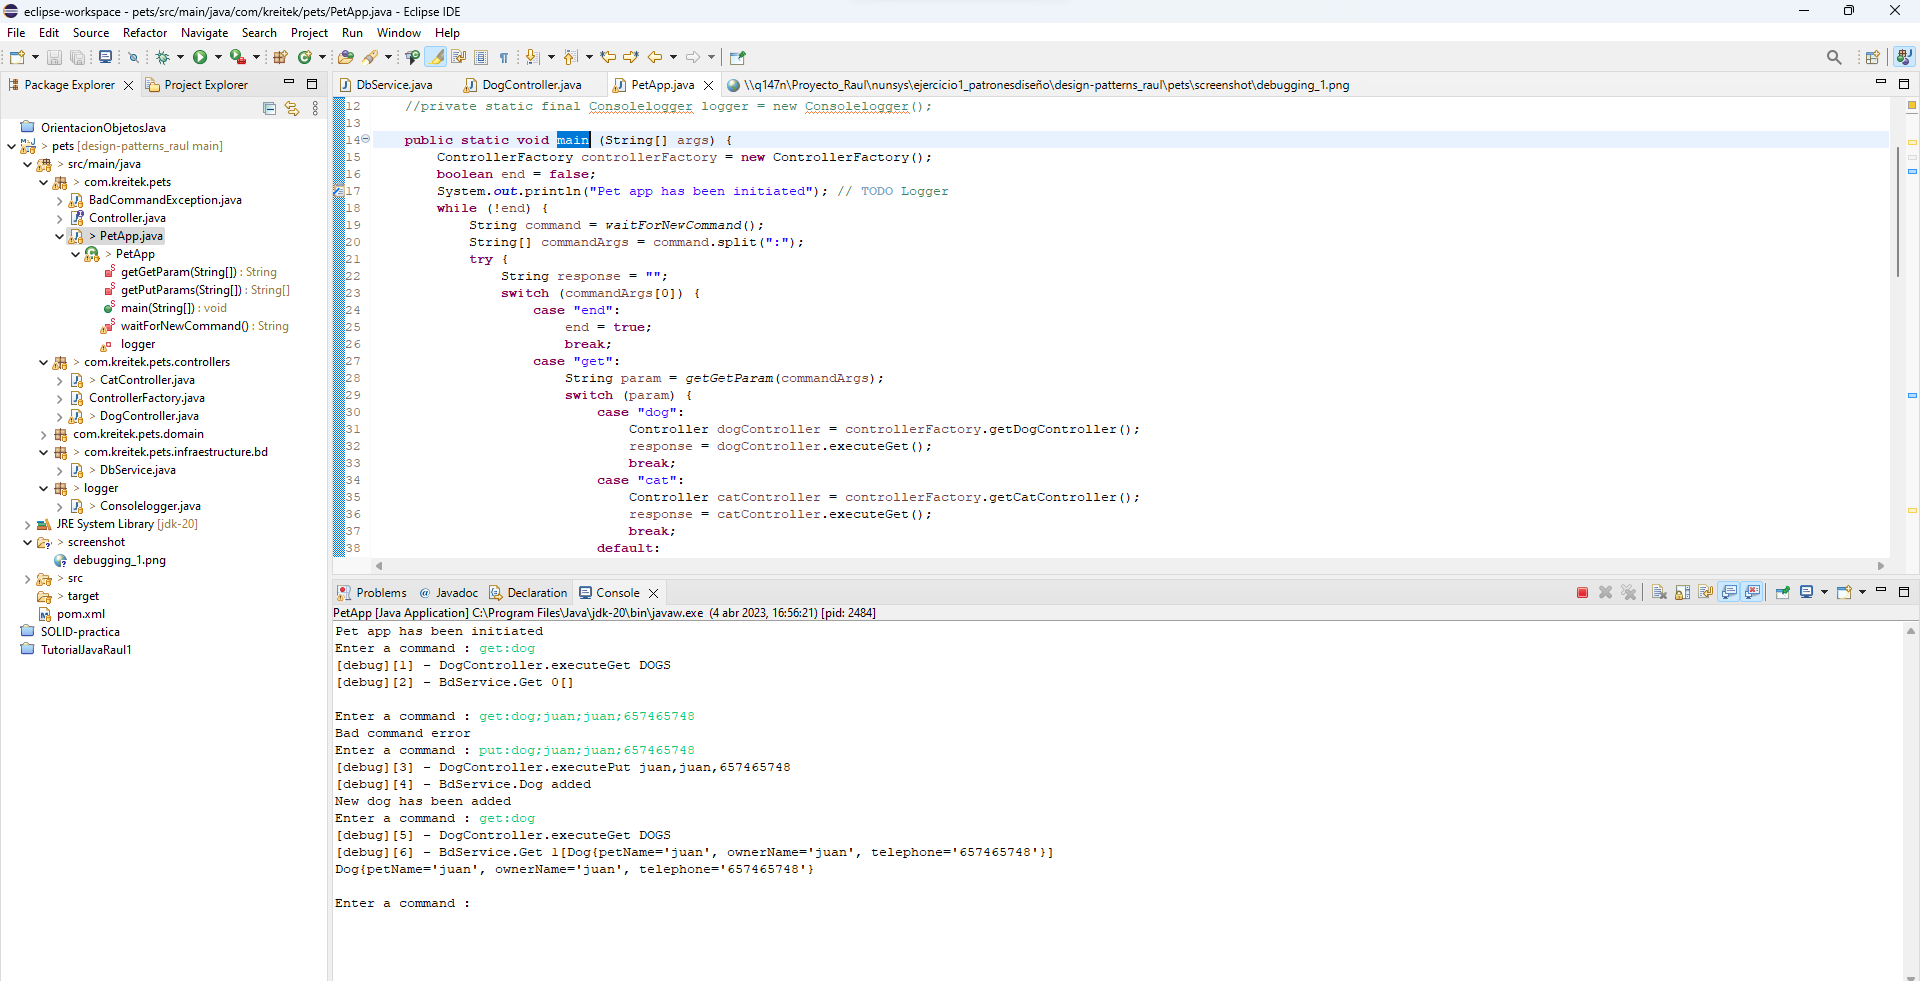 eclipse-workspace - pets/src/main/java/com/kreitek/pets/PetApp.java - Eclipse IDE
File Edit Source Refactor Navigate Search Project Run Window Help
Package Explorer Project Explorer
OrientacionObjetosJava
> pets [design-patterns_raul main]
> src/main/java
> com.kreitek.pets
BadCommandException.java
Controller.java
> PetApp.java
> PetApp
getGetParam(String[]) : String
getPutParams(String[]) : String[]
main(String[]) : void
waitForNewCommand() : String
logger
> com.kreitek.pets.controllers
> CatController.java
ControllerFactory.java
> DogController.java
com.kreitek.pets.domain
> com.kreitek.pets.infraestructure.bd
> DbService.java
> logger
> Consolelogger.java
JRE System Library [jdk-20]
> screenshot
debugging_1.png
> src
> target
pom.xml
SOLID-practica
TutorialJavaRaul1
DbService.java DogController.java PetApp.java \\q147n\Proyecto_Raul\nunsys\ejercicio1_patronesdiseño\design-patterns_raul\pets\screenshot\debugging_1.png
12 //private static final Consolelogger logger = new Consolelogger();
13
14 public static void main (String[] args) {
15 ControllerFactory controllerFactory = new ControllerFactory();
16 boolean end = false;
17 System.out.println("Pet app has been initiated"); // TODO Logger
18 while (!end) {
19 String command = waitForNewCommand();
20 String[] commandArgs = command.split(":");
21 try {
22 String response = "";
23 switch (commandArgs[0]) {
24 case "end":
25 end = true;
26 break;
27 case "get":
28 String param = getGetParam(commandArgs);
29 switch (param) {
30 case "dog":
31 Controller dogController = controllerFactory.getDogController();
32 response = dogController.executeGet();
33 break;
34 case "cat":
35 Controller catController = controllerFactory.getCatController();
36 response = catController.executeGet();
37 break;
38 default:
Problems Javadoc Declaration Console
PetApp [Java Application] C:\Program Files\Java\jdk-20\bin\javaw.exe (4 abr 2023, 16:56:21) [pid: 2484]
Pet app has been initiated
Enter a command : get:dog
[debug][1] - DogController.executeGet DOGS
[debug][2] - BdService.Get 0[]
Enter a command : get:dog;juan;juan;657465748
Bad command error
Enter a command : put:dog;juan;juan;657465748
[debug][3] - DogController.executePut juan,juan,657465748
[debug][4] - BdService.Dog added
New dog has been added
Enter a command : get:dog
[debug][5] - DogController.executeGet DOGS
[debug][6] - BdService.Get 1[Dog{petName='juan', ownerName='juan', telephone='657465748'}]
Dog{petName='juan', ownerName='juan', telephone='657465748'}
Enter a command :